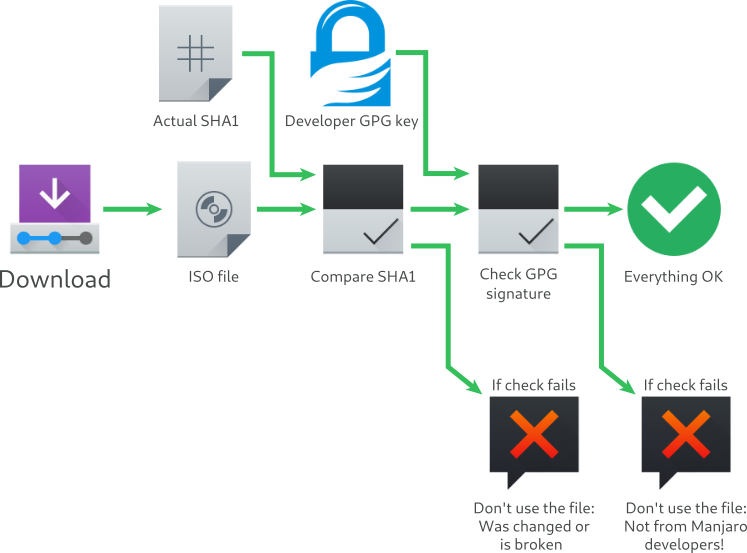 Actual SHA1
Developer GPG key
Download
ISO file
Compare SHA1
Check GPG
signature
Everything OK
If check fails
If check fails
Don't use the file:
Was changed or
is broken
Don't use the file:
Not from Manjaro
developers!